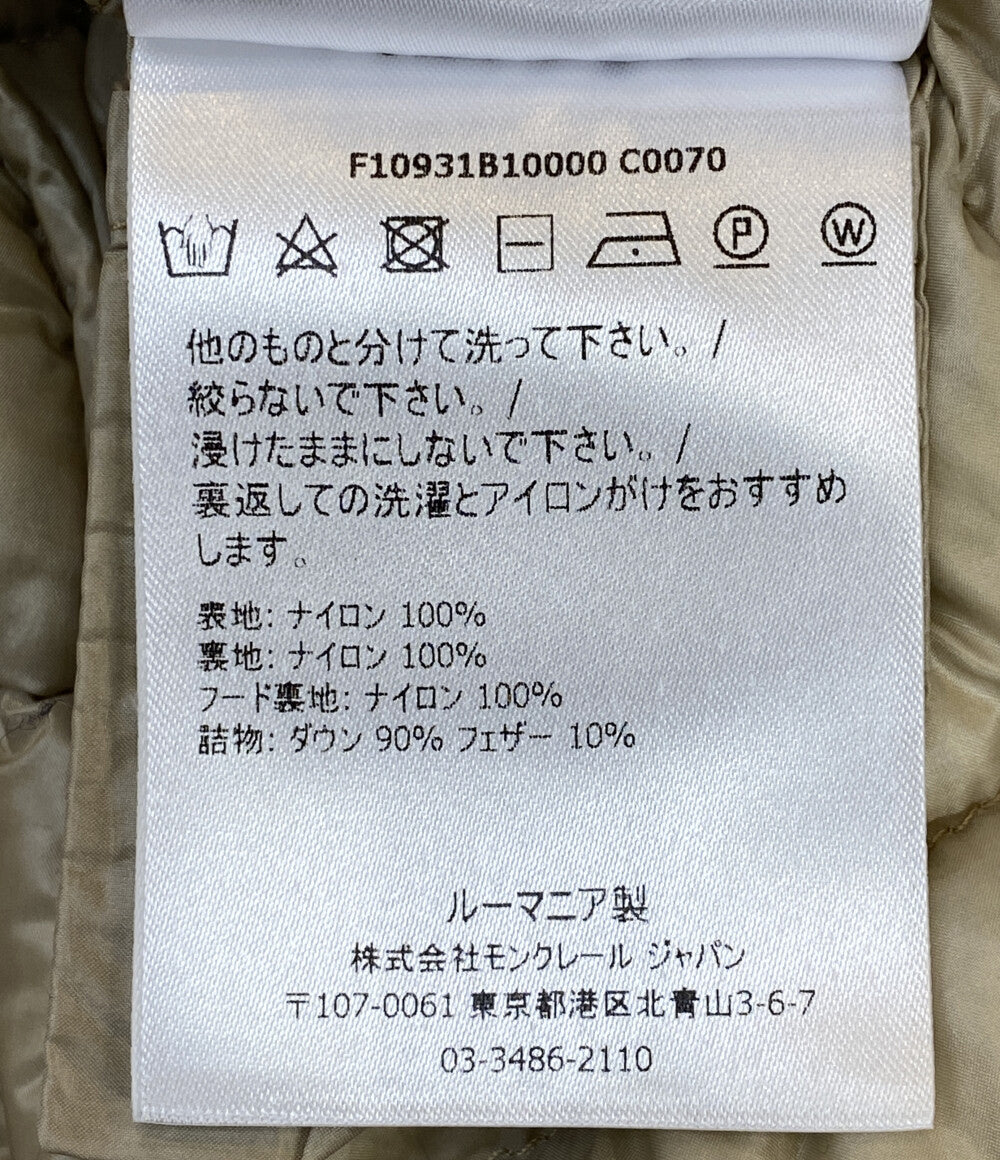 F10931B10000 C0070
P W
他のものと分けて洗って下さい。/
絞らないで下さい。/
浸けたままにしないで下さい。/
裏返しての洗濯とアイロンがけをおすすめ
します。
表地: ナイロン 100%
裏地: ナイロン 100%
フード裏地: ナイロン 100%
詰物: ダウン 90% フェザー 10%
ルーマニア製
株式会社モンクレール ジャパン
〒107-0061 東京都港区北青山3-6-7
03-3486-2110